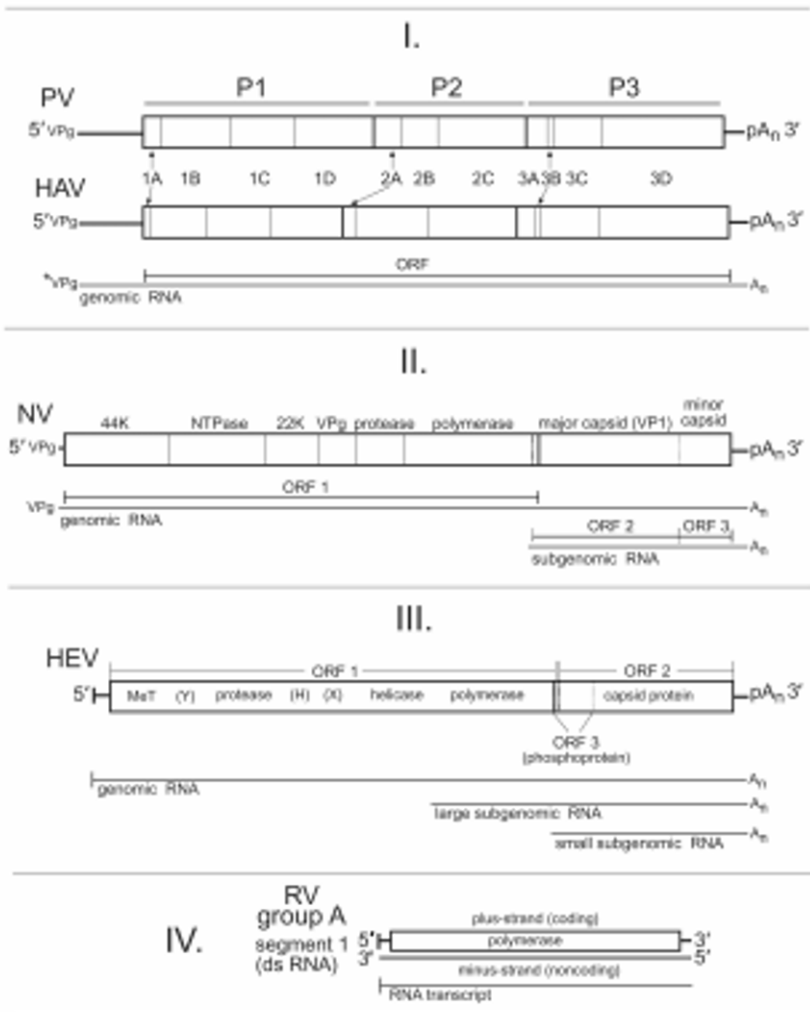 I.
P1 P2 P3
PV
5' VPg pAn 3'
1A 1B 1C 1D 2A 2B 2C 3A 3B 3C 3D
HAV
5' VPg pAn 3'
ORF
VPg An
genomic RNA
II.
NV
44K NTPase 22K VPg protease polymerase major capsid (VP1) minor capsid
5' VPg pAn 3'
ORF 1
VPg An
genomic RNA
ORF 2 ORF 3
An
subgenomic RNA
III.
HEV
ORF 1 ORF 2
5' MeT (Y) protease (H) (X) helicase polymerase capsid protein pAn 3'
ORF 3
(phosphoprotein)
An
genomic RNA
An
large subgenomic RNA
An
small subgenomic RNA
RV
group A
IV. segment 1
(ds RNA)
plus-strand (coding)
5' polymerase 3'
3' 5'
minus-strand (noncoding)
RNA transcript